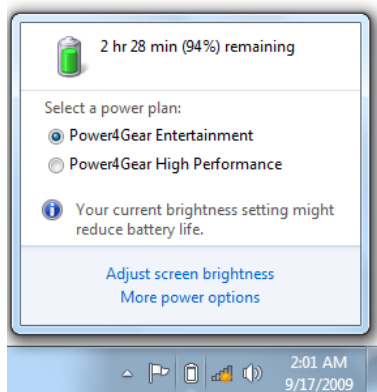 2 hr 28 min (94%) remaining
Select a power plan:
Power4Gear Entertainment
Power4Gear High Performance
Your current brightness setting might
reduce battery life.
Adjust screen brightness
More power options
2:01 AM
9/17/2009